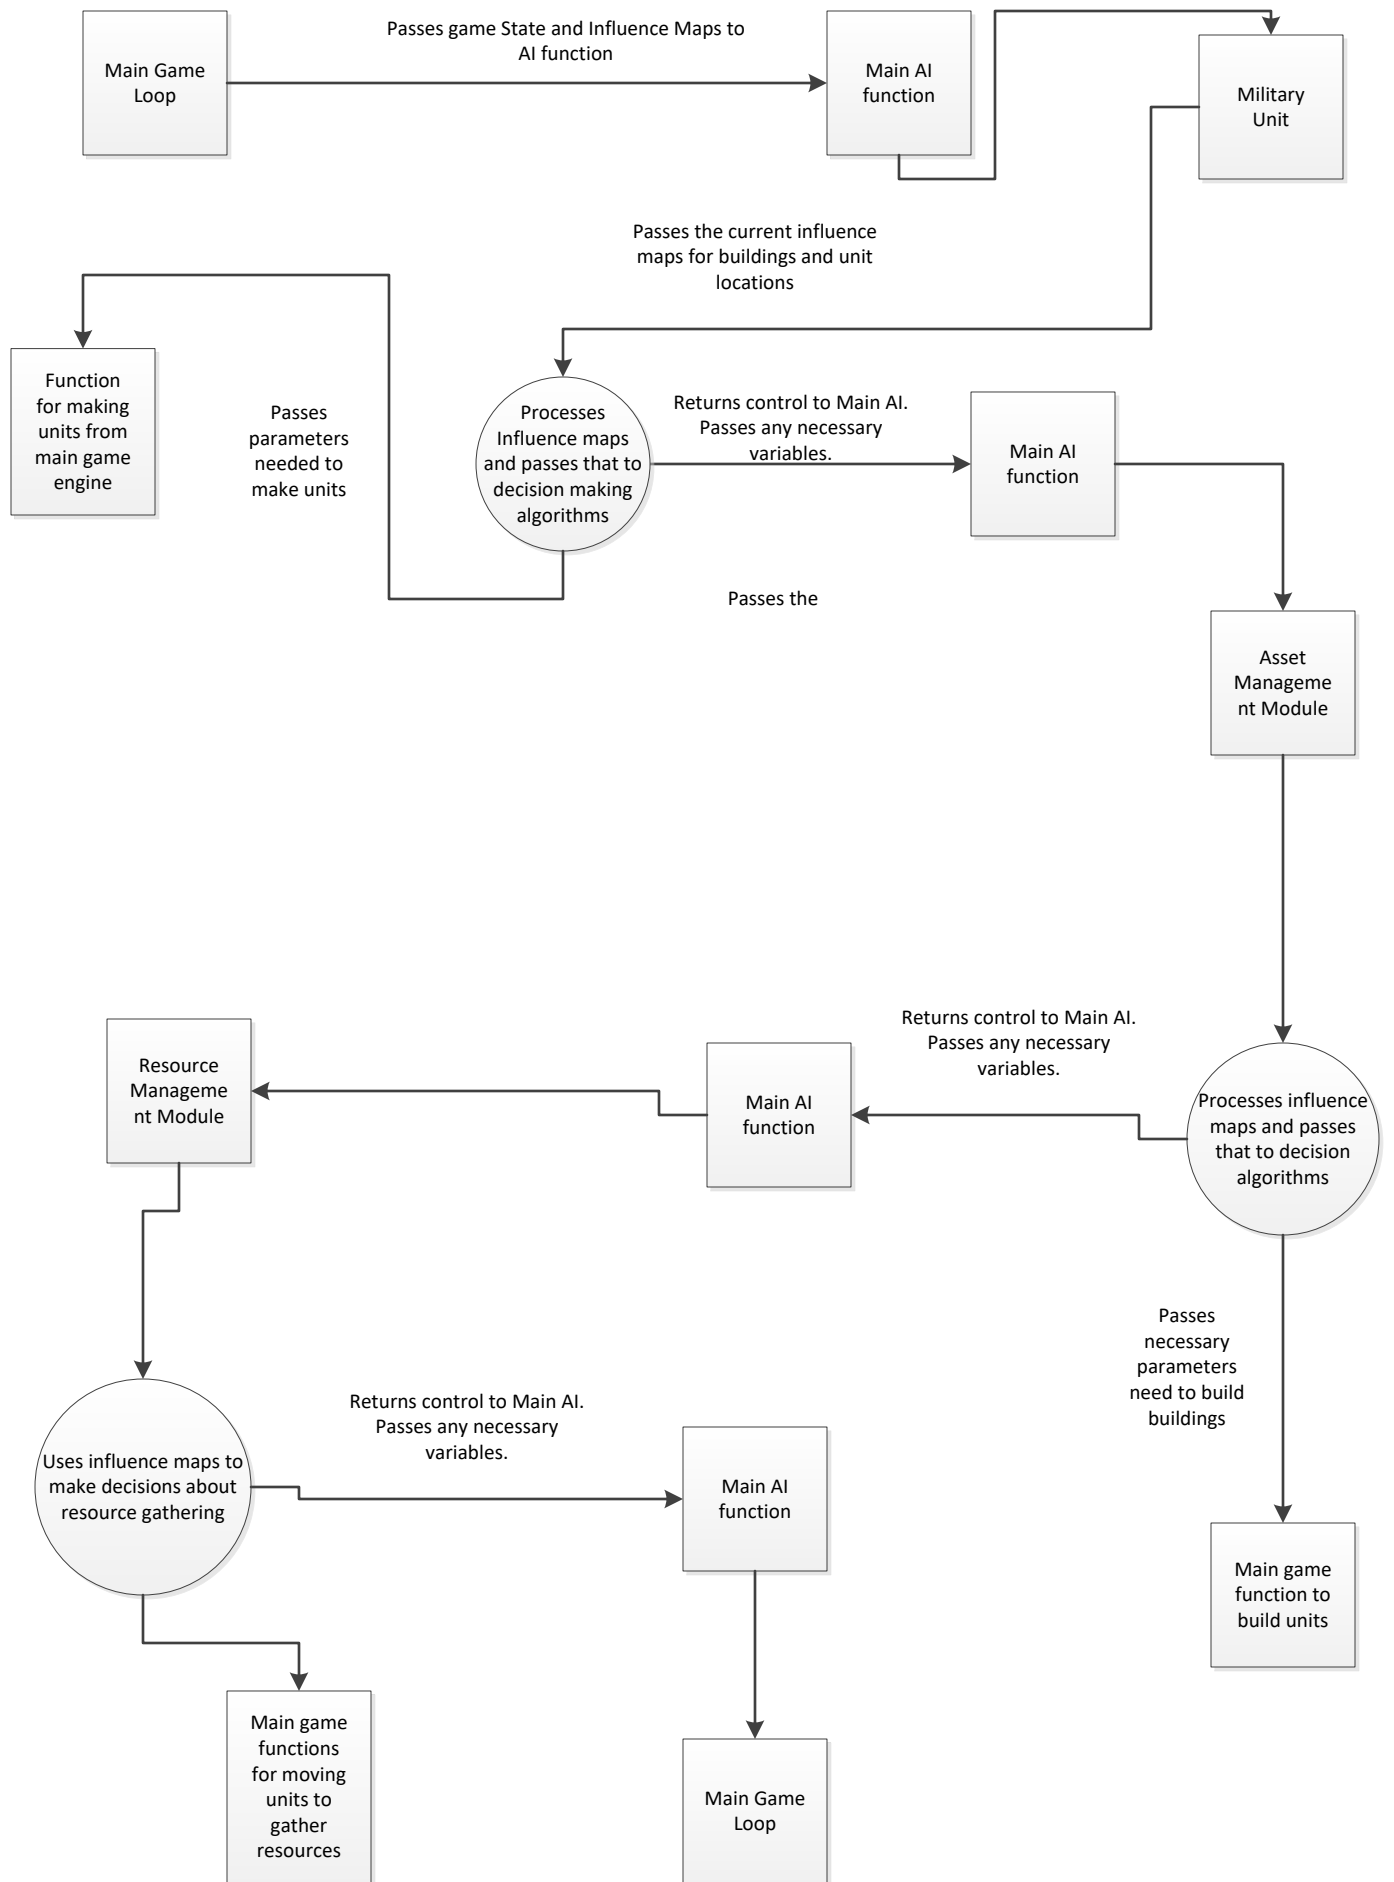 Main Game
Loop
Passes game State and Influence Maps to
AI function
Main AI
function
Military
Unit
Passes the current influence
maps for buildings and unit
locations
Function
for making
units from
main game
engine
Passes
parameters
needed to
make units
Processes
Influence maps
and passes that to
decision making
algorithms
Returns control to Main AI.
Passes any necessary
variables.
Main AI
function
Passes the
Asset
Manageme
nt Module
Resource
Manageme
nt Module
Main AI
function
Returns control to Main AI.
Passes any necessary
variables.
Processes influence
maps and passes
that to decision
algorithms
Passes
necessary
parameters
need to build
buildings
Uses influence maps to
make decisions about
resource gathering
Returns control to Main AI.
Passes any necessary
variables.
Main AI
function
Main game
function to
build units
Main game
functions
for moving
units to
gather
resources
Main Game
Loop